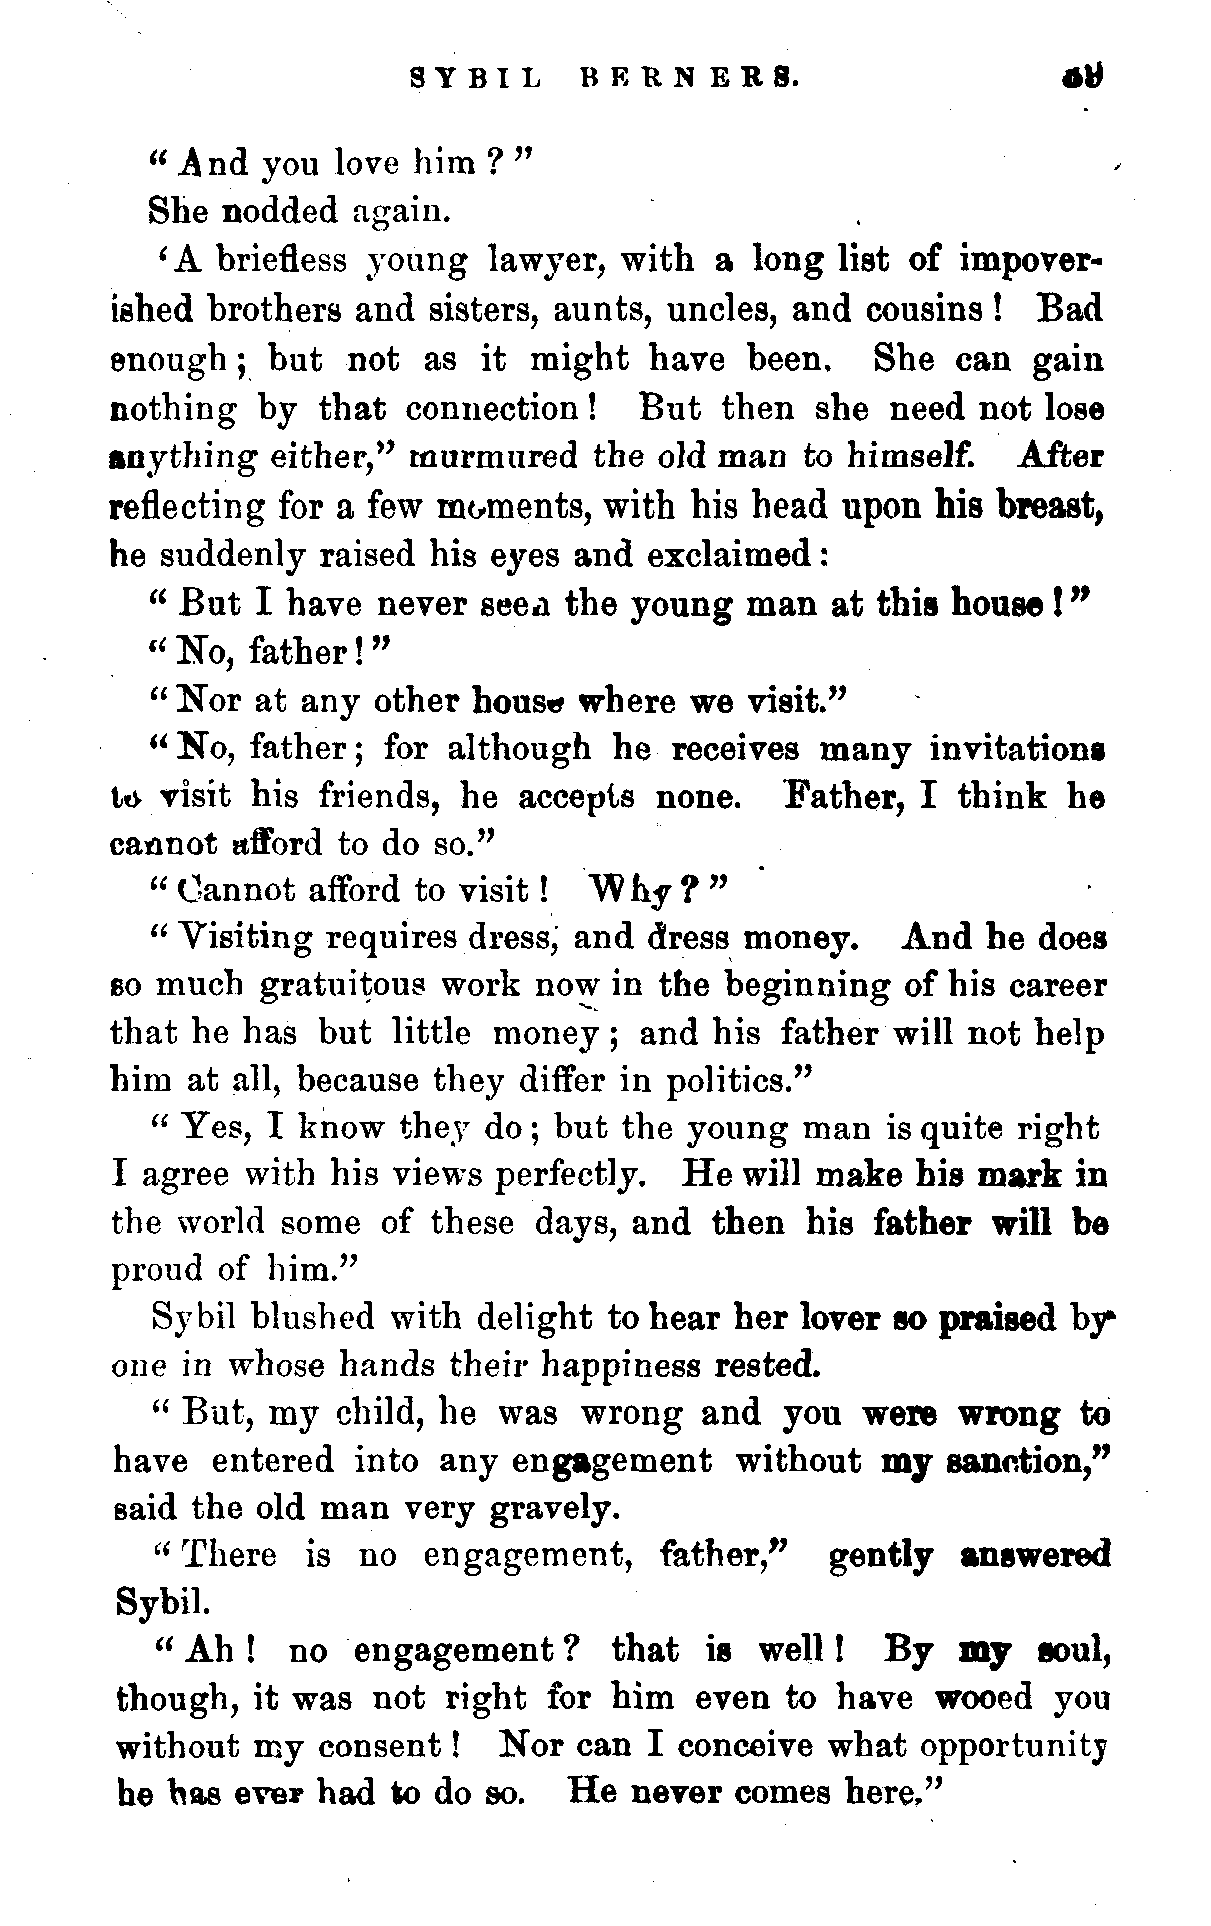 SYBIL BERNERS.
"And you love him?"
She nodded again.
'A briefless young lawyer, with a long list of impover-
ished brothers and sisters, aunts, uncles, and cousins! Bad
enough; but not as it might have been. She can gain
nothing by that connection! But then she need not lose
anything either," murmured the old man to himself. After
reflecting for a few moments, with his head upon his breast,
he suddenly raised his eyes and exclaimed:
"But I have never seen the young man at this house!"
"No, father!"
"Nor at any other house where we visit."
"No, father; for although he receives many invitations
to visit his friends, he accepts none. Father, I think he
cannot afford to do so."
"Cannot afford to visit! Why?"
"Visiting requires dress, and dress money. And he does
so much gratuitous work now in the beginning of his career
that he has but little money; and his father will not help
him at all, because they differ in politics."
"Yes, I know they do; but the young man is quite right
I agree with his views perfectly. He will make his mark in
the world some of these days, and then his father will be
proud of him."
Sybil blushed with delight to hear her lover so praised by
one in whose hands their happiness rested.
"But, my child, he was wrong and you were wrong to
have entered into any engagement without my sanction,"
said the old man very gravely.
"There is no engagement, father," gently answered
Sybil.
"Ah! no engagement? that is well! By my soul,
though, it was not right for him even to have wooed you
without my consent! Nor can I conceive what opportunity
he has ever had to do so. He never comes here."